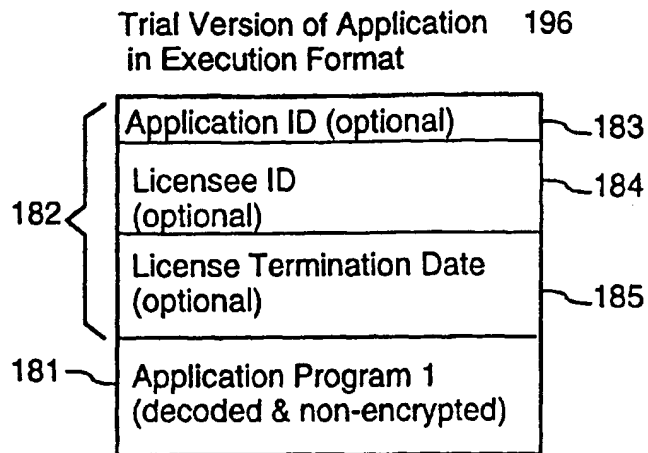 Trial Version of Application 196
in Execution Format
Application ID (optional) 183
Licensee ID 184
(optional)
182
License Termination Date
(optional) 185
181 Application Program 1
(decoded & non-encrypted)